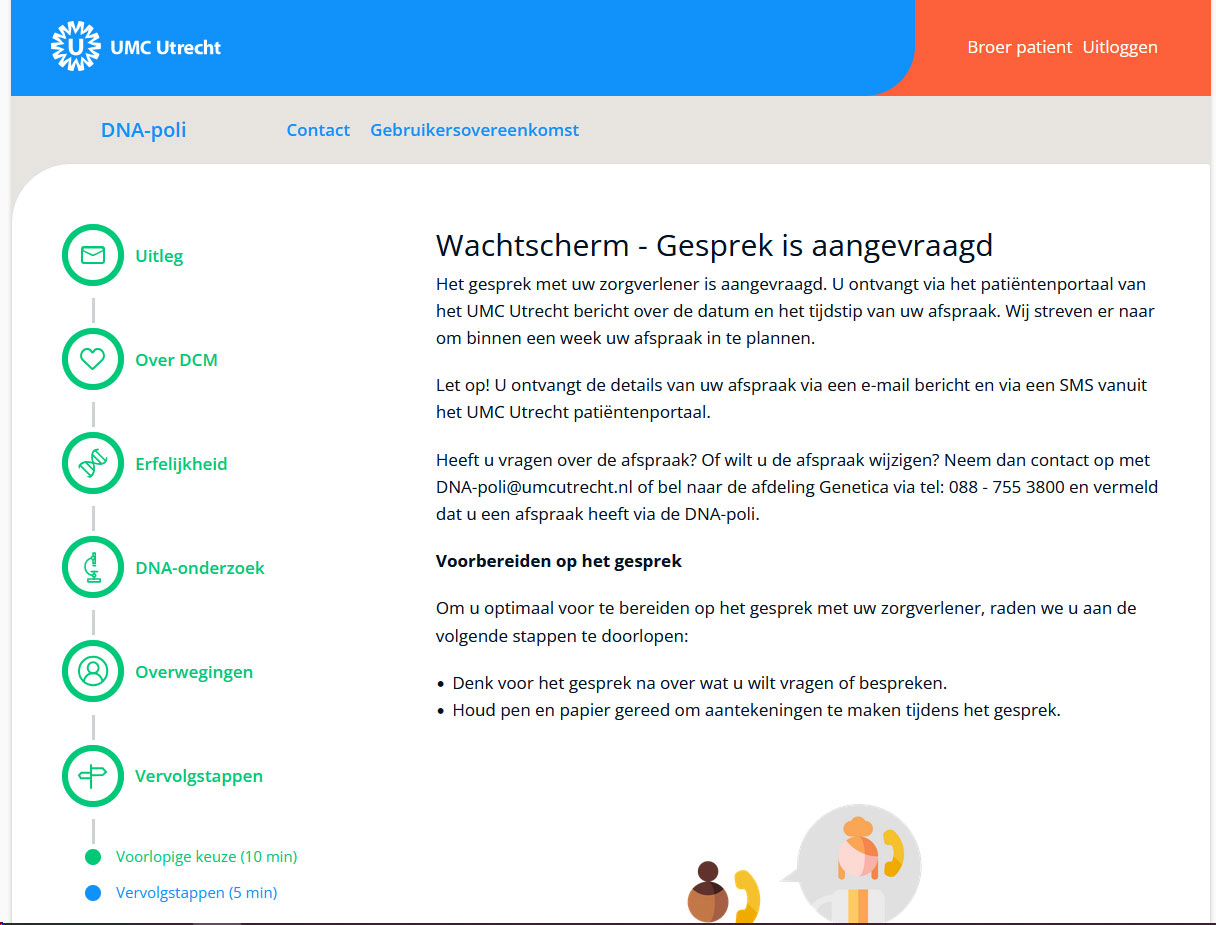 U UMC Utrecht
Broer patient Uitloggen
DNA-poli Contact Gebruikersovereenkomst
Uitleg
Over DCM
Erfelijkheid
DNA-onderzoek
Overwegingen
Vervolgstappen
Voorlopige keuze (10 min)
Vervolgstappen (5 min)
Wachtscherm - Gesprek is aangevraagd
Het gesprek met uw zorgverlener is aangevraagd. U ontvangt via het patiëntenportaal van
het UMC Utrecht bericht over de datum en het tijdstip van uw afspraak. Wij streven er naar
om binnen een week uw afspraak in te plannen.
Let op! U ontvangt de details van uw afspraak via een e-mail bericht en via een SMS vanuit
het UMC Utrecht patiëntenportaal.
Heeft u vragen over de afspraak? Of wilt u de afspraak wijzigen? Neem dan contact op met
DNA-poli@umcutrecht.nl of bel naar de afdeling Genetica via tel: 088 - 755 3800 en vermeld
dat u een afspraak heeft via de DNA-poli.
Voorbereiden op het gesprek
Om u optimaal voor te bereiden op het gesprek met uw zorgverlener, raden we u aan de
volgende stappen te doorlopen:
• Denk voor het gesprek na over wat u wilt vragen of bespreken.
• Houd pen en papier gereed om aantekeningen te maken tijdens het gesprek.